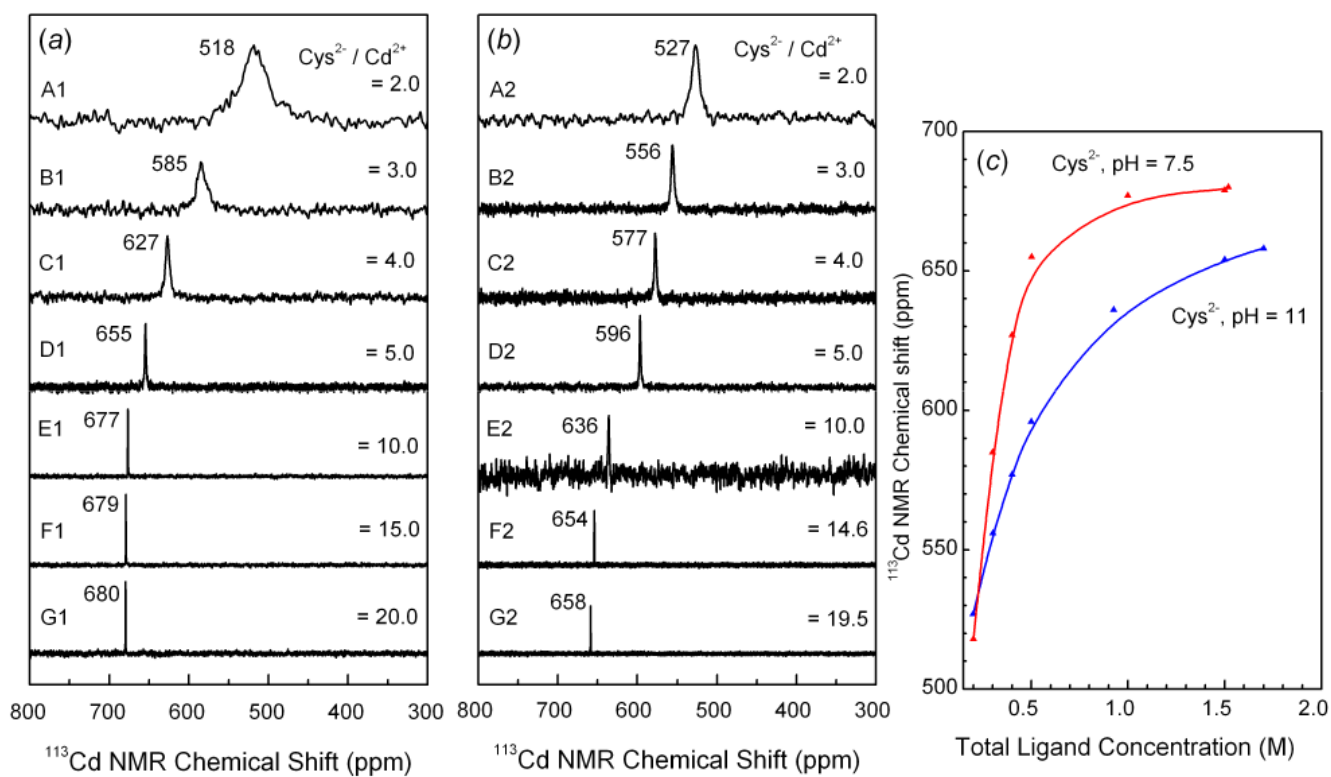 (a)
Cys²⁻ / Cd²⁺
518
A1
= 2.0
585
B1
= 3.0
627
C1
= 4.0
655
D1
= 5.0
677
E1
= 10.0
679
F1
= 15.0
680
G1
= 20.0
800 700 600 500 400 300
¹¹³Cd NMR Chemical Shift (ppm)
(b)
Cys²⁻ / Cd²⁺
527
A2
= 2.0
556
B2
= 3.0
577
C2
= 4.0
596
D2
= 5.0
636
E2
= 10.0
654
F2
= 14.6
658
G2
= 19.5
800 700 600 500 400 300
¹¹³Cd NMR Chemical Shift (ppm)
(c)
Cys²⁻, pH = 7.5
Cys²⁻, pH = 11
700
650
600
550
500
¹¹³Cd NMR Chemical shift (ppm)
0.5 1.0 1.5 2.0
Total Ligand Concentration (M)